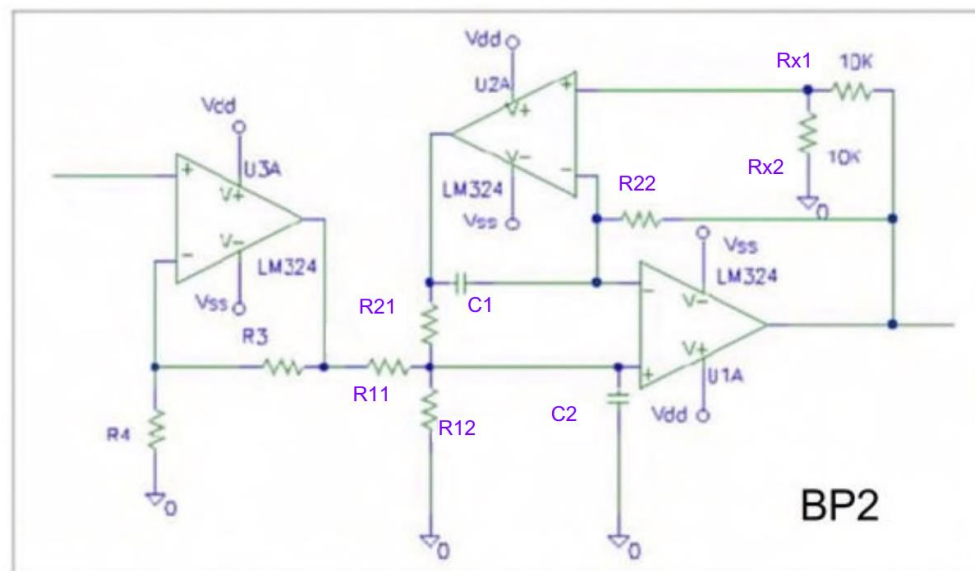 Vdd
U2A
+
V+
V-
-
LM324
Vss
Rx1
10K
Rx2
10K
0
R22
Vdd
+
U3A
V+
V-
-
LM324
Vss
Vss
LM324
-
V-
V+
+
U1A
Vdd
R21
C1
R3
R11
R12
C2
R4
0
0
0
BP2